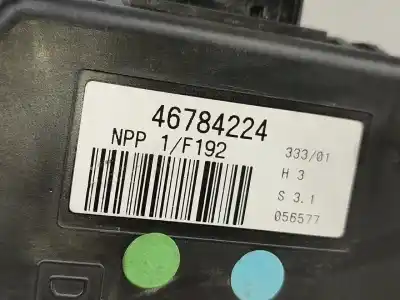 46784224
NPP 1/F192
333/01
H 3
S 3.1
056577
D